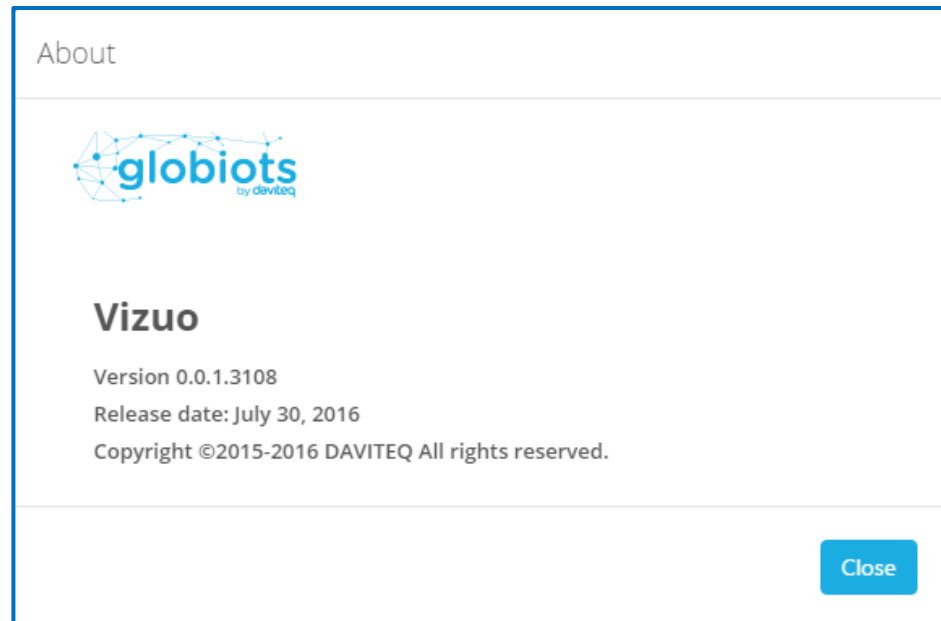 About
globiots
by daviteq
Vizuo
Version 0.0.1.3108
Release date: July 30, 2016
Copyright ©2015-2016 DAVITEQ All rights reserved.
Close